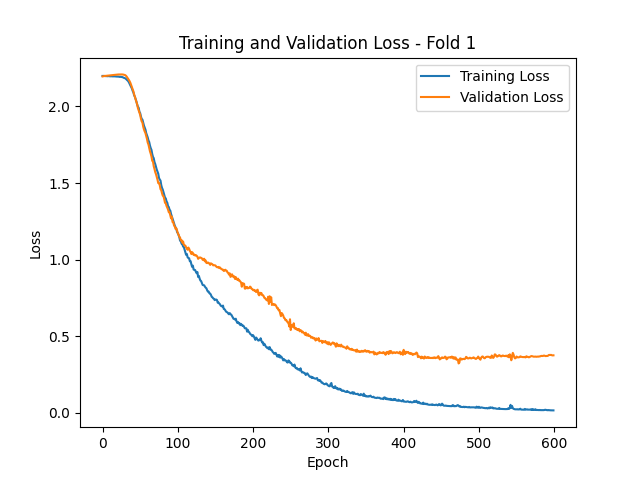 Training and Validation Loss - Fold 1
Training Loss
Validation Loss
2.0
1.5
1.0
0.5
0.0
Loss
0 100 200 300 400 500 600
Epoch